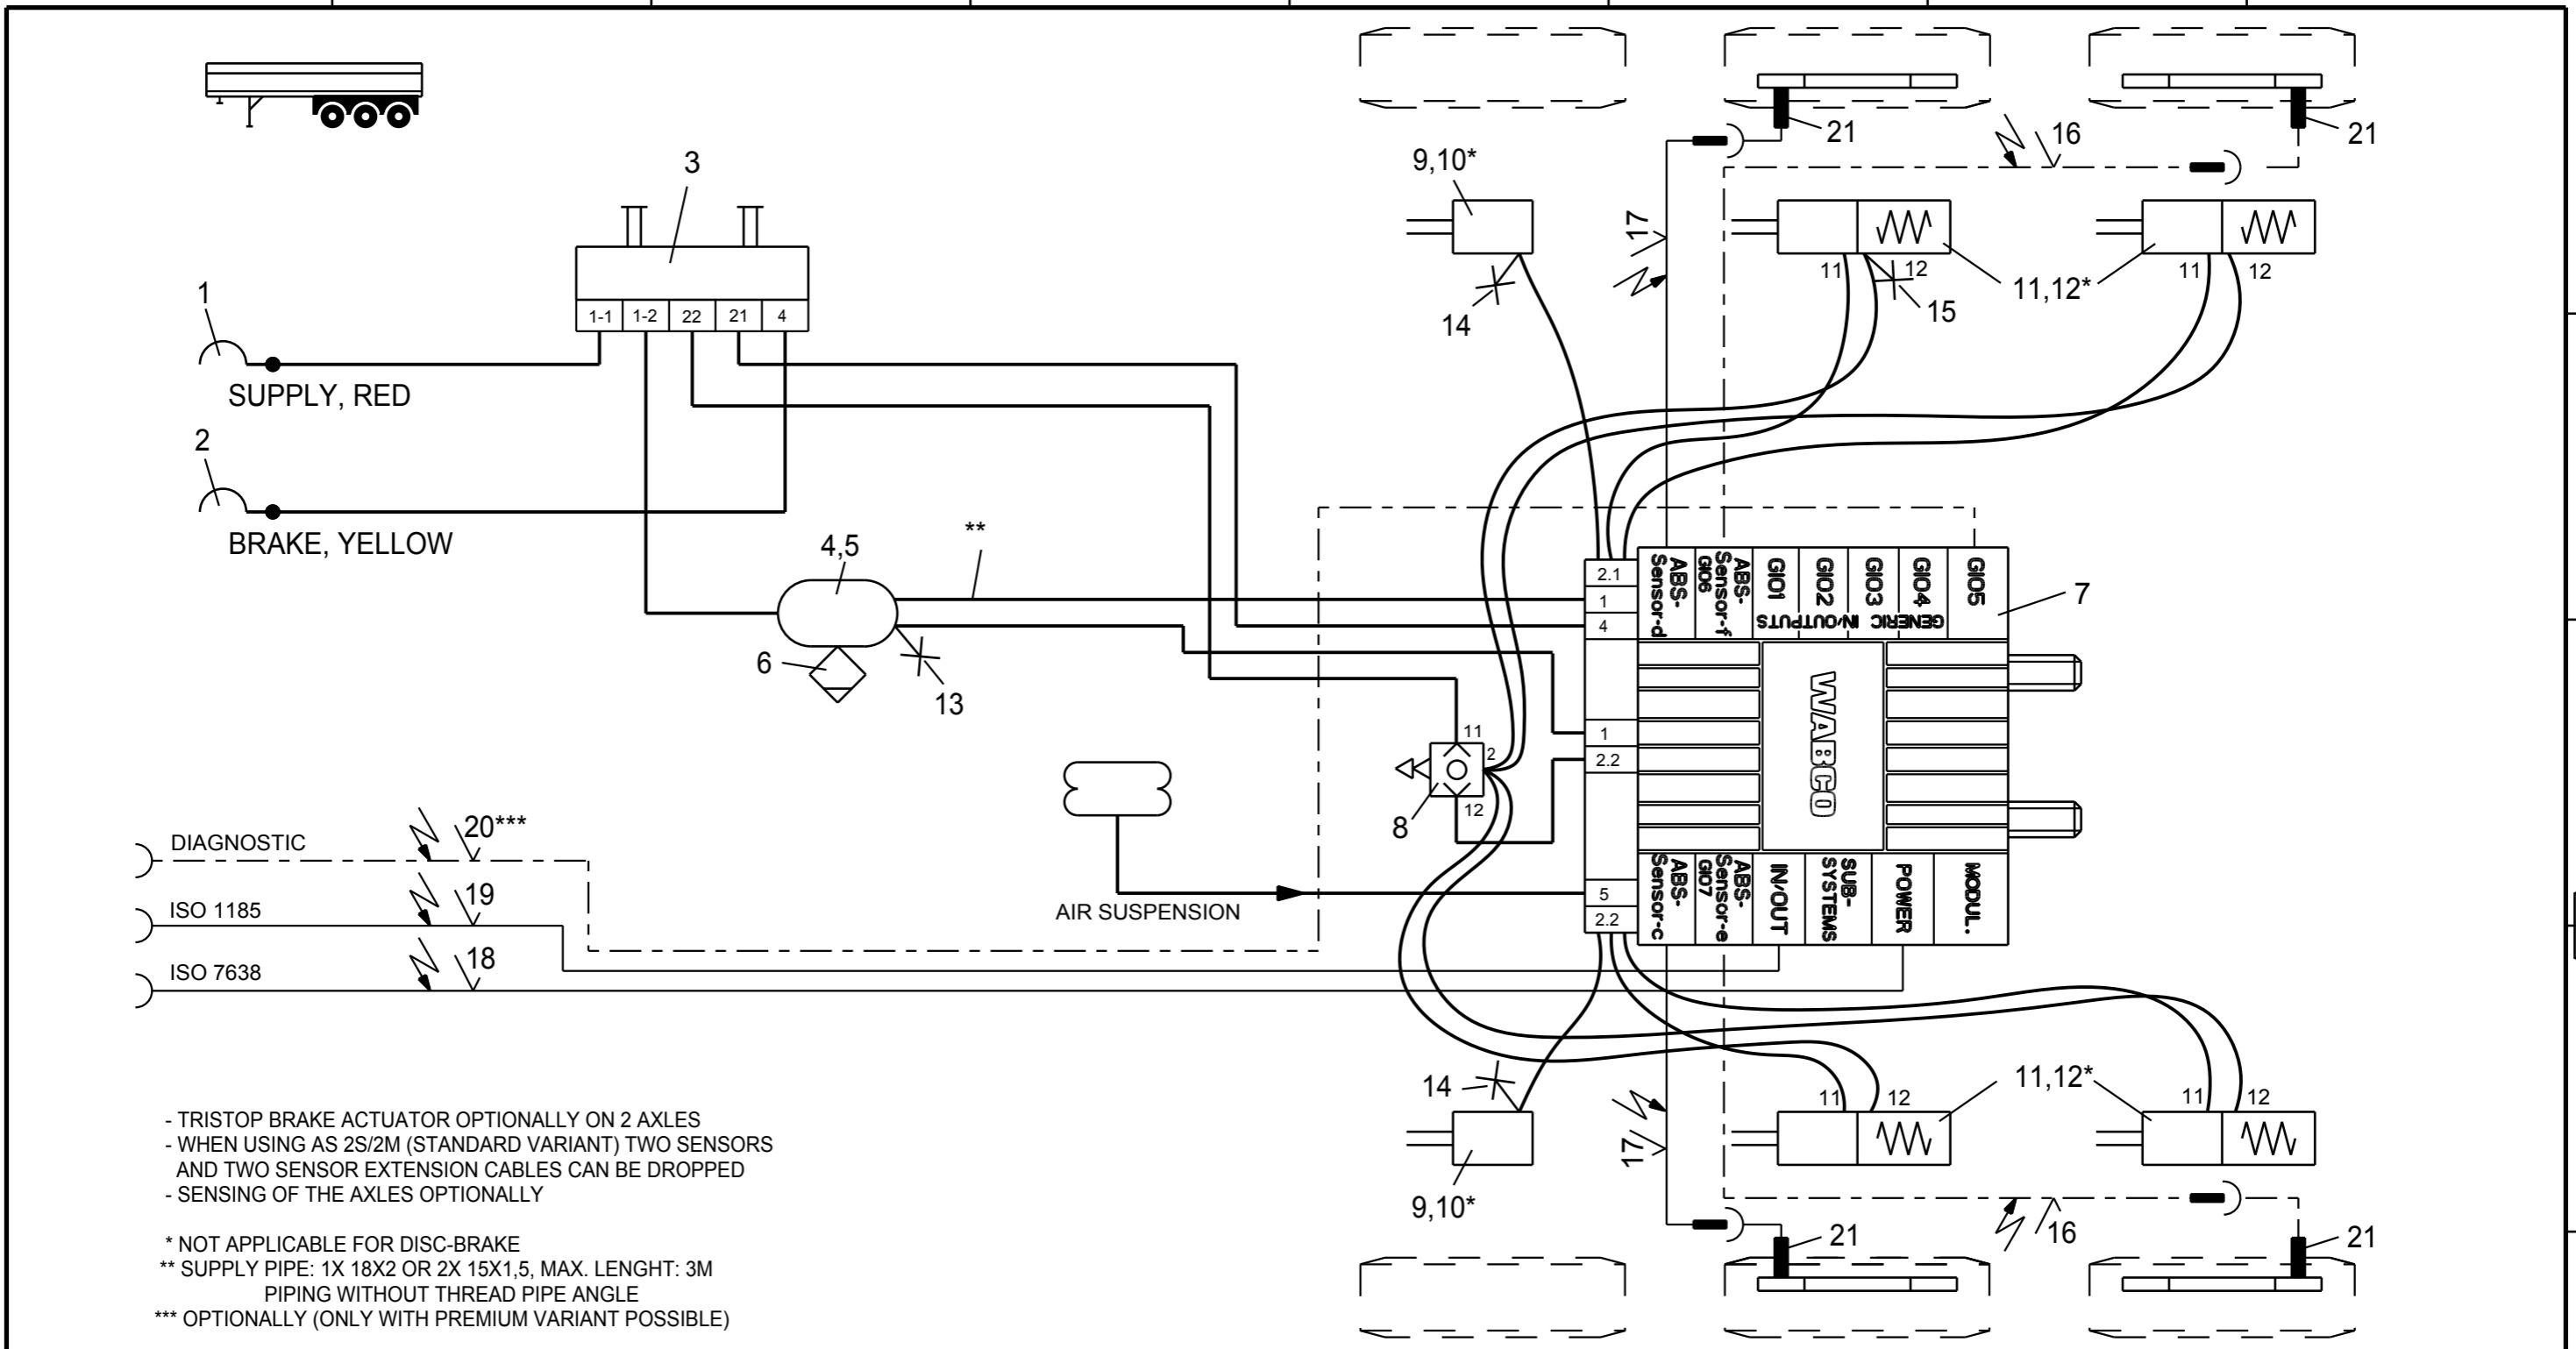 3
1-1 1-2 22 21 4
1
SUPPLY, RED
2
BRAKE, YELLOW
4,5
**
6
13
AIR SUSPENSION
DIAGNOSTIC
20***
ISO 1185
19
ISO 7638
18
9,10*
14
17
21
16
21
11 12
15
11,12*
11 12
2.1
1
4
1
2.2
5
2.2
ABS-
Sensor-d
ABS-
Sensor-f
GIO6
GIO1
GIO2
GIO3
GIO4
GIO5
GENERIC IN/OUTPUTS
7
WABCO
11
2
12
8
ABS-
Sensor-c
ABS-
Sensor-e
GIO7
IN/OUT
SUB-
SYSTEMS
POWER
MODUL.
14
9,10*
17
11 12
11,12*
11 12
16
21
21
- TRISTOP BRAKE ACTUATOR OPTIONALLY ON 2 AXLES
- WHEN USING AS 2S/2M (STANDARD VARIANT) TWO SENSORS
AND TWO SENSOR EXTENSION CABLES CAN BE DROPPED
- SENSING OF THE AXLES OPTIONALLY
* NOT APPLICABLE FOR DISC-BRAKE
** SUPPLY PIPE: 1X 18X2 OR 2X 15X1,5, MAX. LENGHT: 3M
PIPING WITHOUT THREAD PIPE ANGLE
*** OPTIONALLY (ONLY WITH PREMIUM VARIANT POSSIBLE)